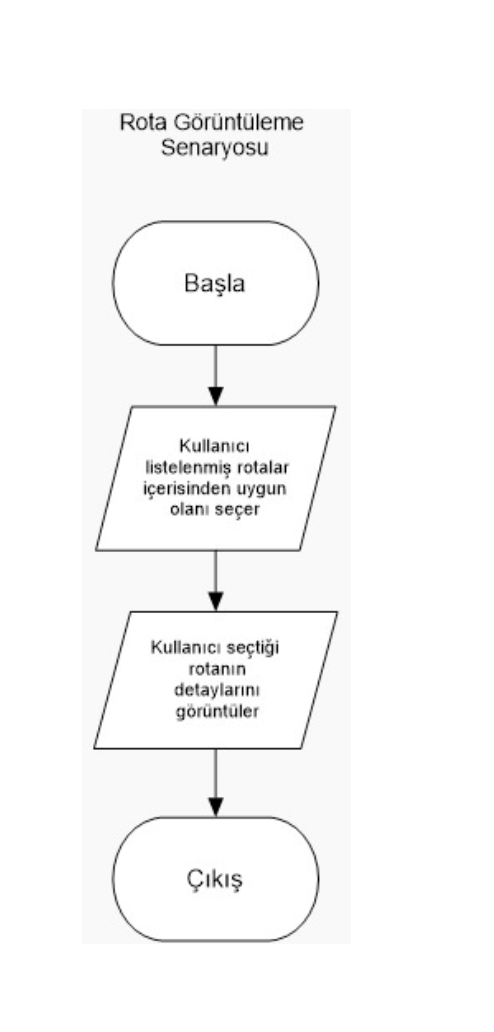 Rota Görüntüleme
Senaryosu
Başla
Kullanıcı
listelenmiş rotalar
içerisinden uygun
olanı seçer
Kullanıcı seçtiği
rotanın
detaylarını
görüntüler
Çıkış